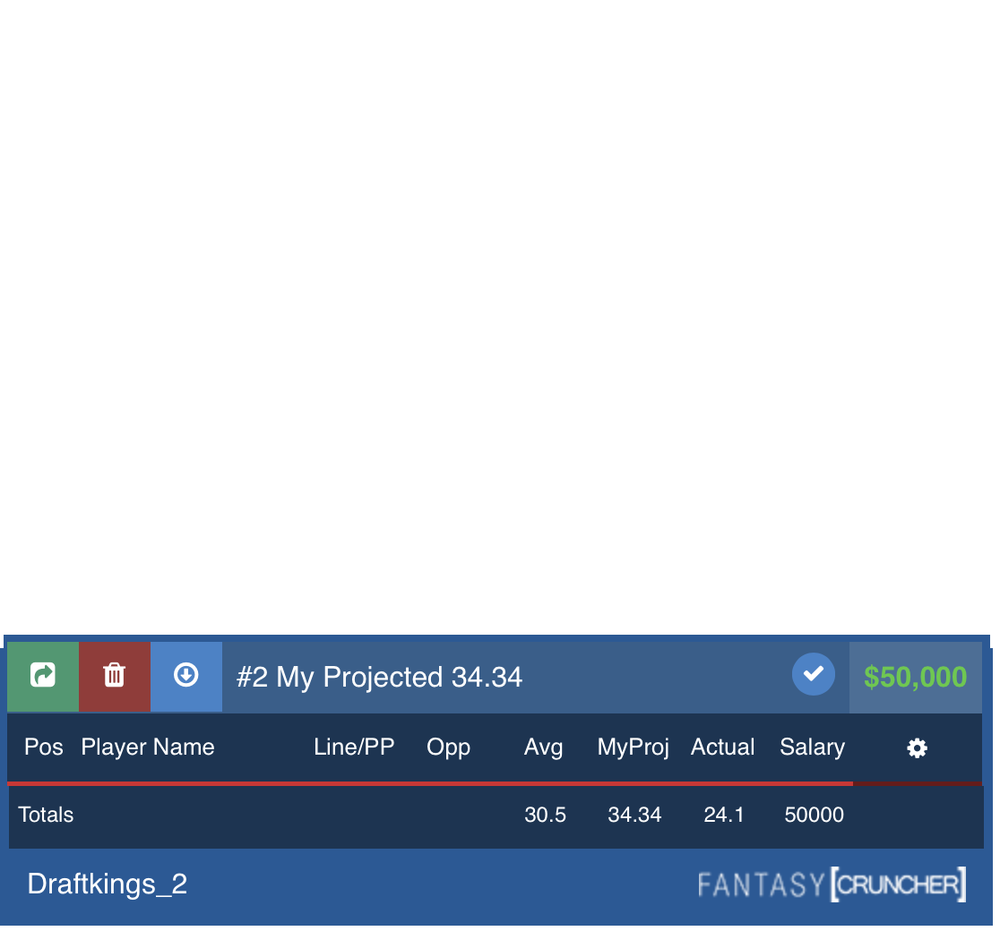 #2 My Projected 34.34 $50,000
Pos Player Name Line/PP Opp Avg MyProj Actual Salary
Totals 30.5 34.34 24.1 50000
Draftkings_2 FANTASY[CRUNCHER]